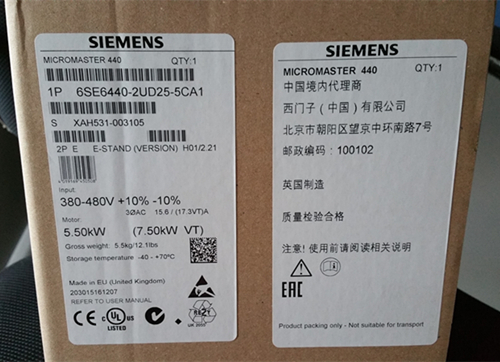 SIEMENS
MICROMASTER 440 QTY:1
1P 6SE6440-2UD25-5CA1
S XAH531-003105
2P E E-STAND (VERSION) H01/2.21
Input:
380-480V +10% -10%
3ØAC 15.6 / (17.3VT)A
Motor:
5.50kW (7.50kW VT)
Gross weight: 5.5kg/12.1lbs
Storage temperature -40 - +70°C
Made in EU (United Kingdom)
203015161207
REFER TO USER MANUAL
CE
C UL US
LISTED
SIEMENS
MICROMASTER 440 QTY:1
中国境内代理商
西门子（中国）有限公司
北京市朝阳区望京中环南路7号
邮政编码：100102
英国制造
质量检验合格
注意！使用前请阅读相关说明
EAC
Product packing only - Not suitable for transport